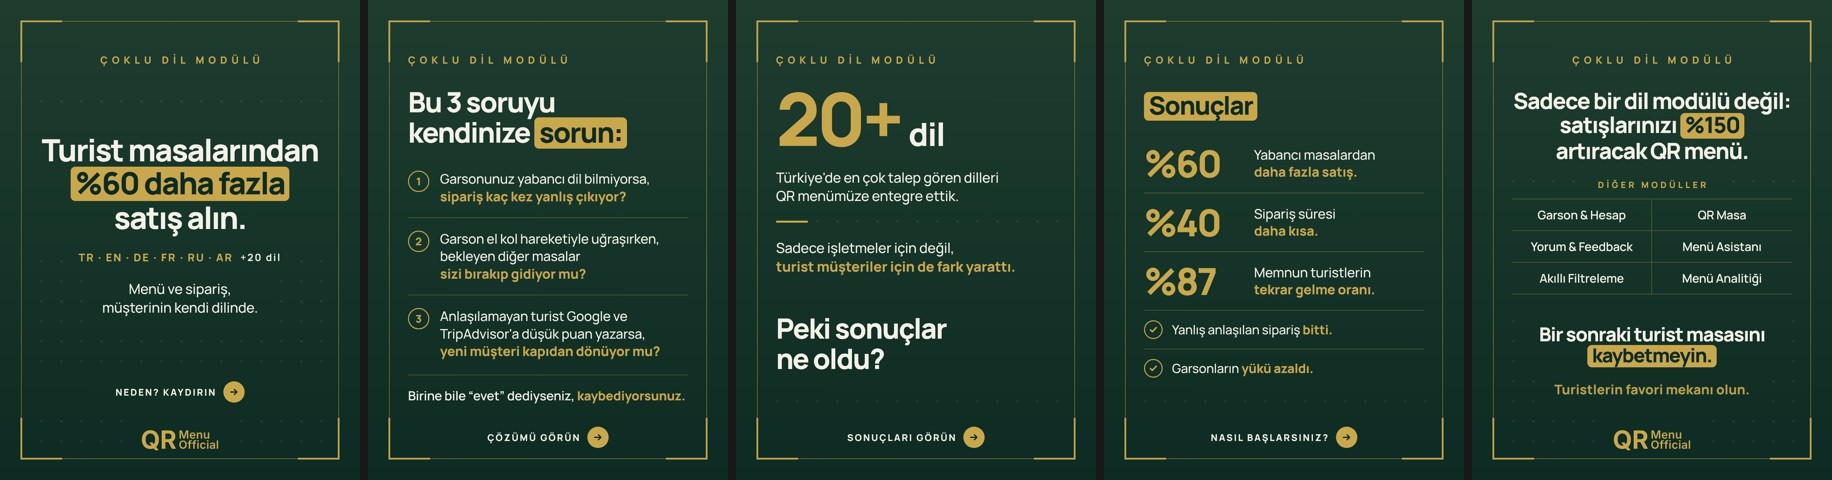 ÇOKLU DİL MODÜLÜ
Turist masalarından
%60 daha fazla
satış alın.
TR · EN · DE · FR · RU · AR +20 dil
Menü ve sipariş,
müşterinin kendi dilinde.
NEDEN? KAYDIRIN
QR Menu Official
ÇOKLU DİL MODÜLÜ
Bu 3 soruyu
kendinize sorun:
1 Garsonunuz yabancı dil bilmiyorsa,
sipariş kaç kez yanlış çıkıyor?
2 Garson el kol hareketiyle uğraşırken,
bekleyen diğer masalar
sizi bırakıp gidiyor mu?
3 Anlaşılamayan turist Google ve
TripAdvisor'a düşük puan yazarsa,
yeni müşteri kapıdan dönüyor mu?
Birine bile “evet” dediyseniz, kaybediyorsunuz.
ÇÖZÜMÜ GÖRÜN
ÇOKLU DİL MODÜLÜ
20+ dil
Türkiye'de en çok talep gören dilleri
QR menümüze entegre ettik.
Sadece işletmeler için değil,
turist müşteriler için de fark yarattı.
Peki sonuçlar
ne oldu?
SONUÇLARI GÖRÜN
ÇOKLU DİL MODÜLÜ
Sonuçlar
%60 Yabancı masalardan
daha fazla satış.
%40 Sipariş süresi
daha kısa.
%87 Memnun turistlerin
tekrar gelme oranı.
Yanlış anlaşılan sipariş bitti.
Garsonların yükü azaldı.
NASIL BAŞLARSINIZ?
ÇOKLU DİL MODÜLÜ
Sadece bir dil modülü değil:
satışlarınızı %150
artıracak QR menü.
DİĞER MODÜLLER
Garson & Hesap QR Masa
Yorum & Feedback Menü Asistanı
Akıllı Filtreleme Menü Analitiği
Bir sonraki turist masasını
kaybetmeyin.
Turistlerin favori mekanı olun.
QR Menu Official